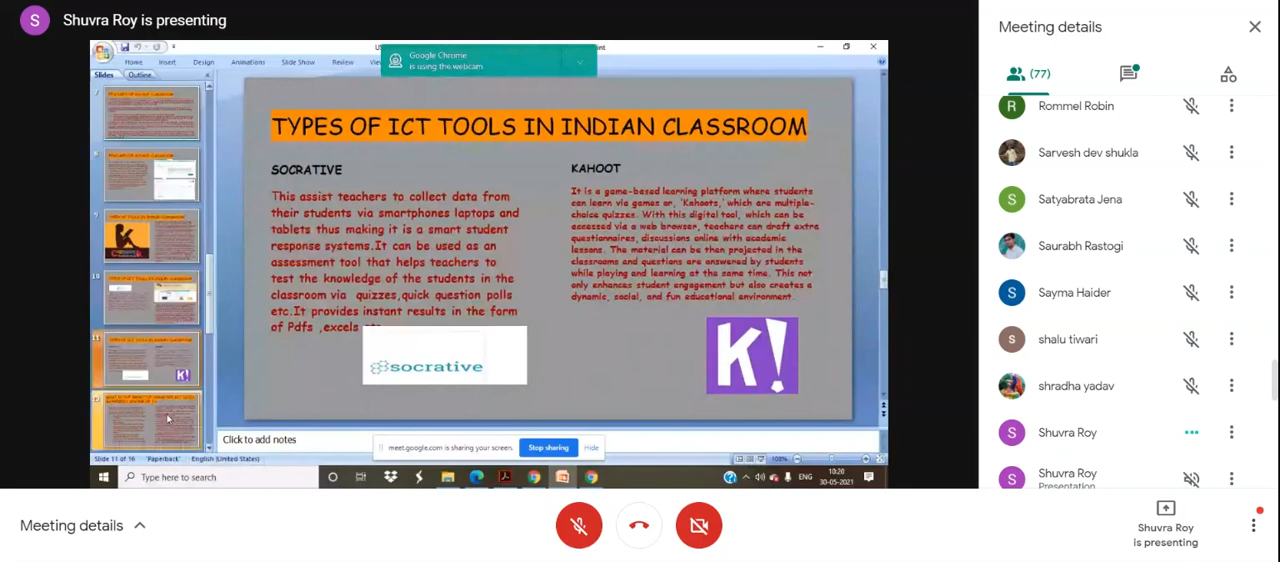 S Shuvra Roy is presenting
Home Insert Design Animations Slide Show Review
Google Chrome
is using the webcam
Slides Outline
TYPES OF ICT TOOLS IN INDIAN CLASSROOM
SOCRATIVE
This assist teachers to collect data from
their students via smartphones laptops and
tablets thus making it is a smart student
response systems.It can be used as an
assessment tool that helps teachers to
test the knowledge of the students in the
classroom via quizzes,quick question polls
etc.It provides instant results in the form
of Pdfs ,excels etc
socrative
KAHOOT
It is a game-based learning platform where students
can learn via games or, 'Kahoots,' which are multiple-
choice quizzes. With this digital tool, which can be
accessed via a web browser, teachers can draft extra
questionnaires, discussions online with academic
lessons. The material can be then projected in the
classrooms and questions are answered by students
while playing and learning at the same time. This not
only enhances student engagement but also creates a
dynamic, social, and fun educational environment.
K!
Click to add notes
meet.google.com is sharing your screen. Stop sharing Hide
Slide 11 of 16 "Paperback" English (United States)
100%
Type here to search
ENG
10:20
30-05-2021
Meeting details
(77)
R Rommel Robin
Sarvesh dev shukla
Satyabrata Jena
Saurabh Rastogi
S Sayma Haider
s shalu tiwari
shradha yadav
S Shuvra Roy
S Shuvra Roy
Presentation
Meeting details
Shuvra Roy
is presenting